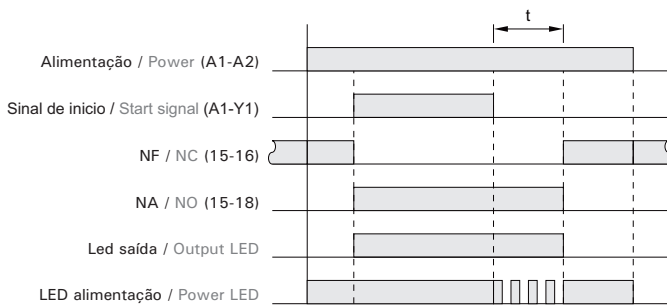 t
Alimentação / Power (A1-A2)
Sinal de inicio / Start signal (A1-Y1)
NF / NC (15-16)
NA / NO (15-18)
Led saída / Output LED
LED alimentação / Power LED